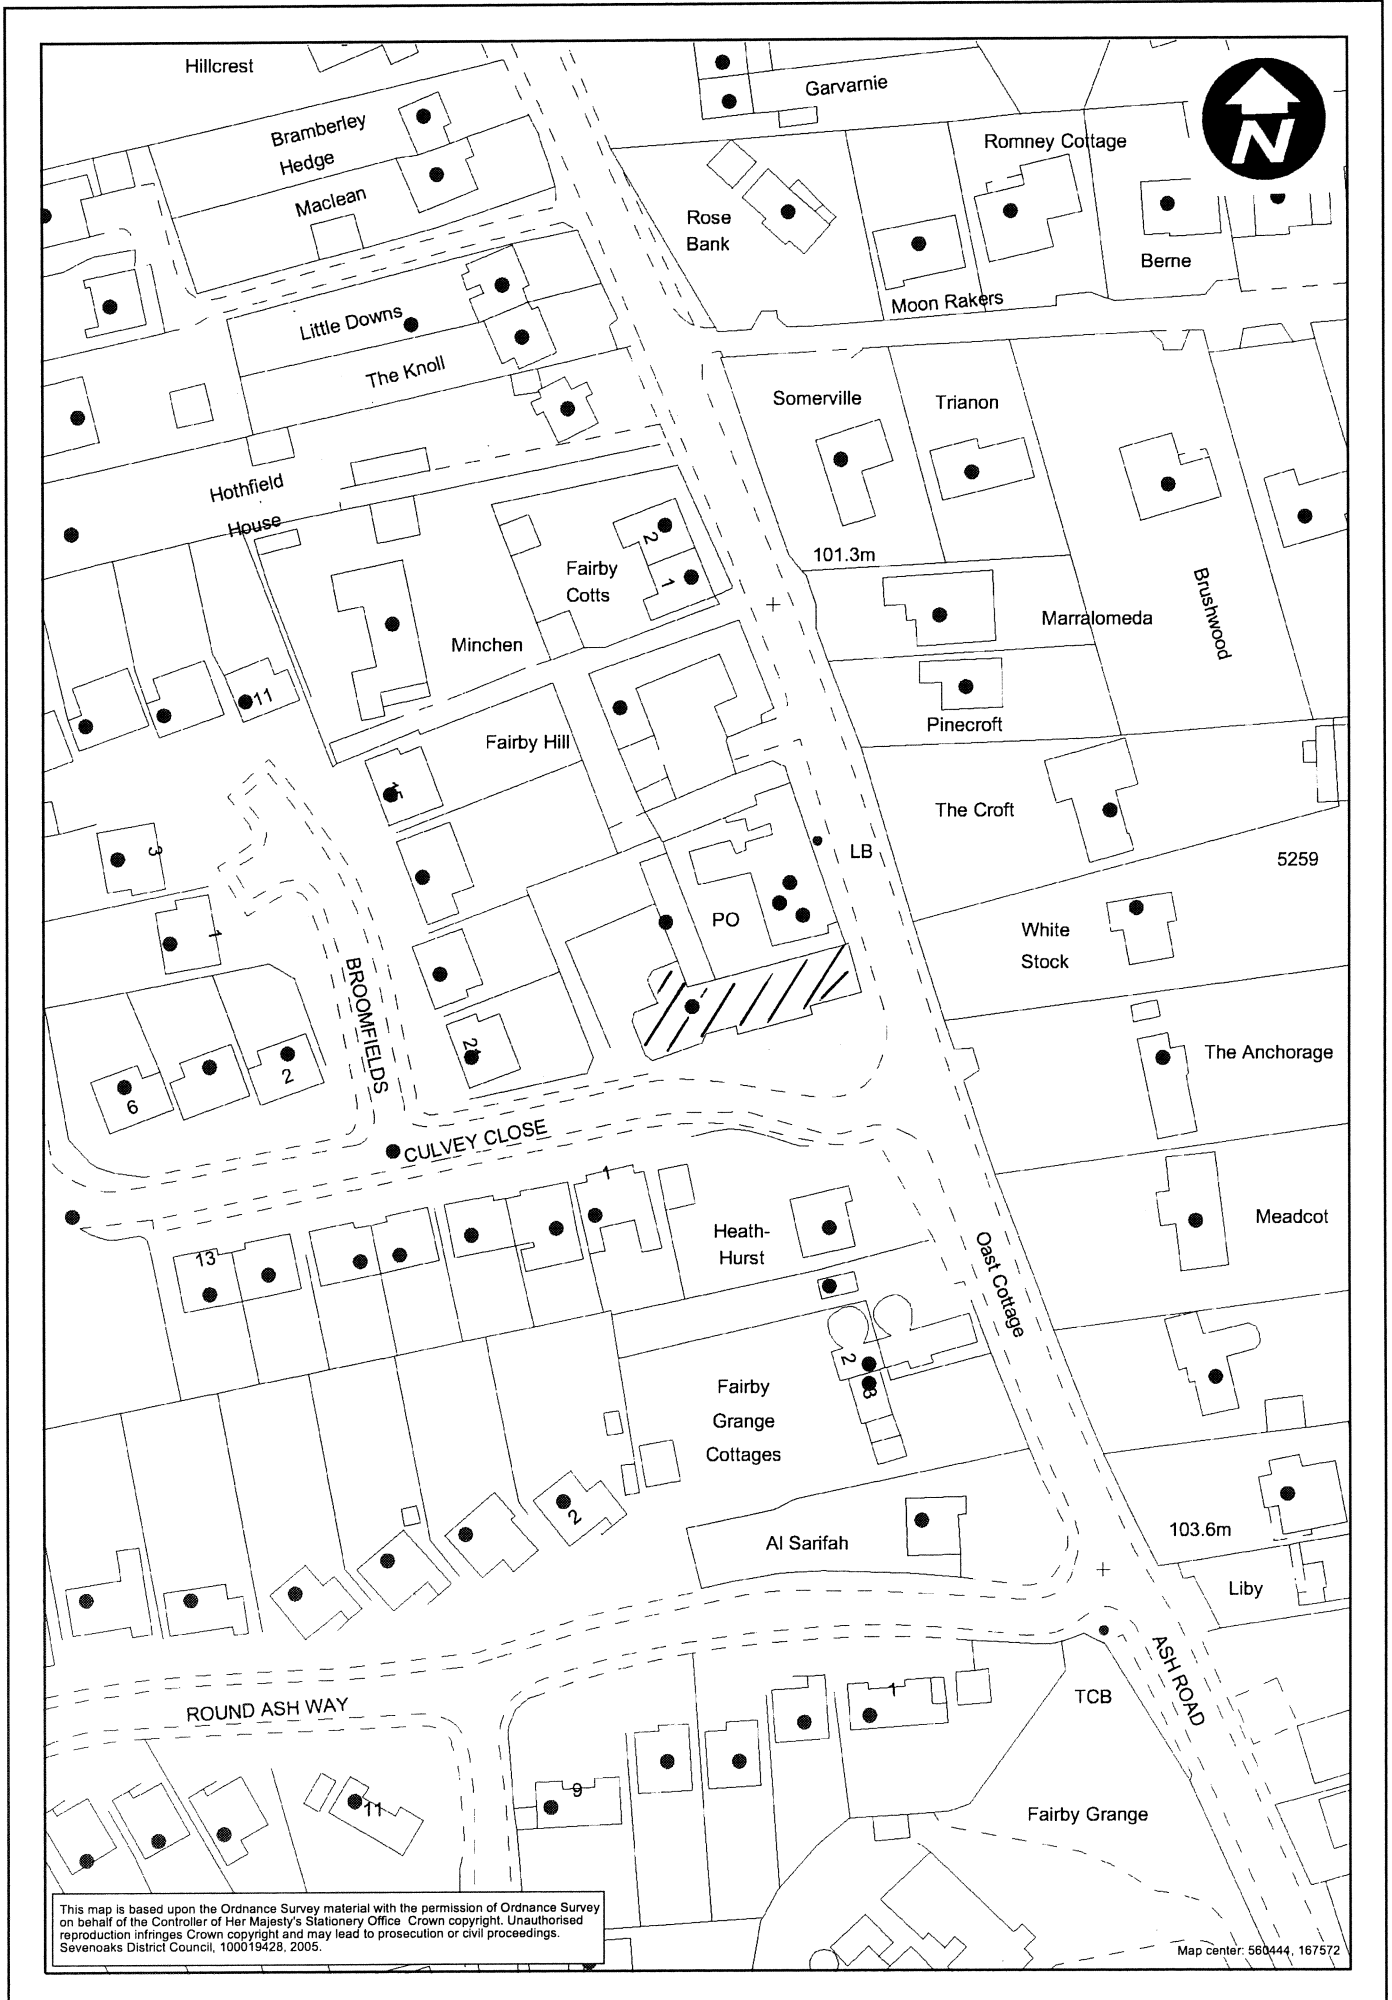 Hillcrest
Garvarnie
N
Bramberley
Hedge
Romney Cottage
Maclean
Rose
Bank
Berne
Moon Rakers
Little Downs
The Knoll
Somerville
Trianon
Hothfield
House
2
101.3m
Fairby
Cotts
1
Brushwood
Marralomeda
Minchen
11
Pinecroft
Fairby Hill
15
The Croft
3
LB
5259
PO
1
White
Stock
BROOMFIELDS
21
The Anchorage
2
6
CULVEY CLOSE
1
Heath-
Hurst
Meadcot
13
Oast Cottage
2
3
Fairby
Grange
Cottages
2
103.6m
Al Sarifah
Liby
ASH ROAD
1
TCB
ROUND ASH WAY
9
11
Fairby Grange
This map is based upon the Ordnance Survey material with the permission of Ordnance Survey
on behalf of the Controller of Her Majesty's Stationery Office Crown copyright. Unauthorised
reproduction infringes Crown copyright and may lead to prosecution or civil proceedings.
Sevenoaks District Council, 100019428, 2005.
Map center: 560444, 167572